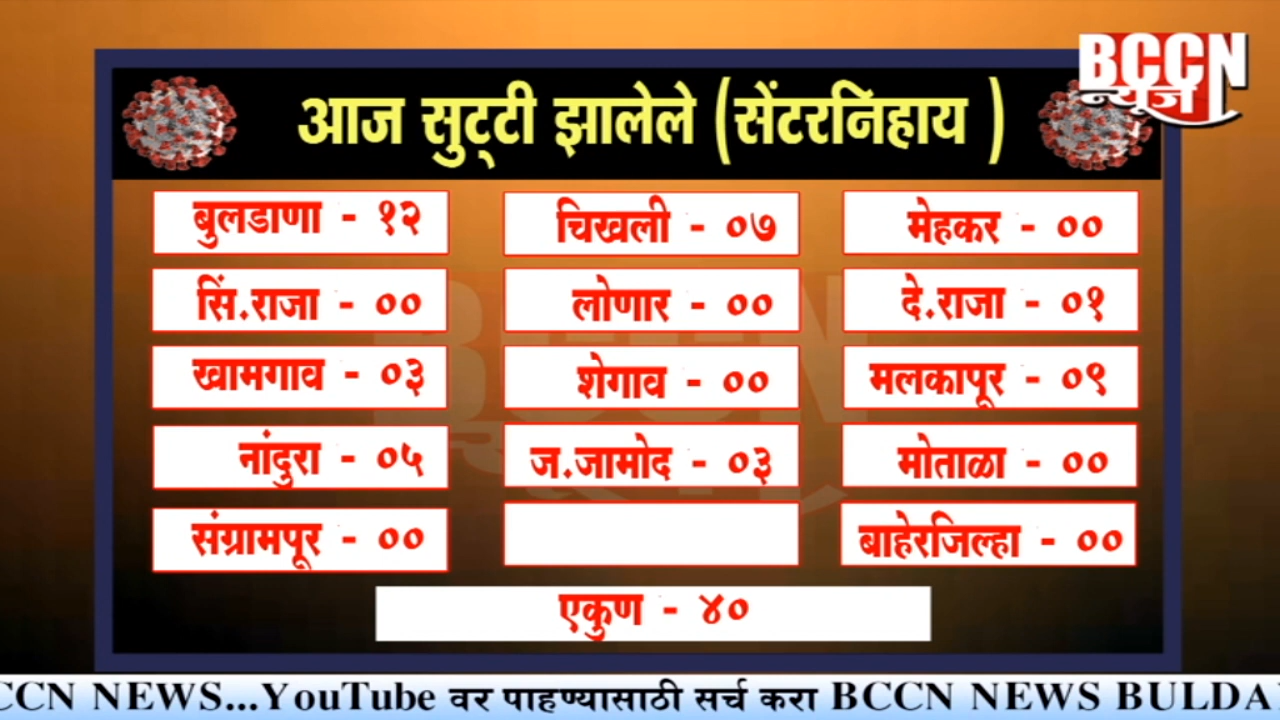 BCCN
न्यूज
आज सुट्टी झालेले (सेंटरनिहाय )
बुलडाणा - १२
चिखली - ०७
मेहकर - ००
सिं.राजा - ००
लोणार - ००
दे.राजा - ०१
खामगाव - ०३
शेगाव - ००
मलकापूर - ०९
नांदुरा - ०५
ज.जामोद - ०३
मोताळा - ००
संग्रामपूर - ००
बाहेरजिल्हा - ००
एकुण - ४०
CCN NEWS...YouTube वर पाहण्यासाठी सर्च करा BCCN NEWS BULDA